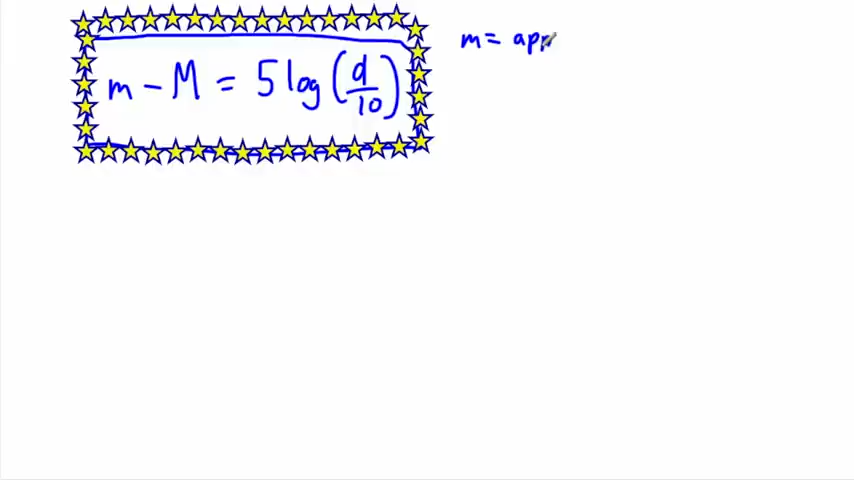 m - M = 5 log (d/10)
m = app